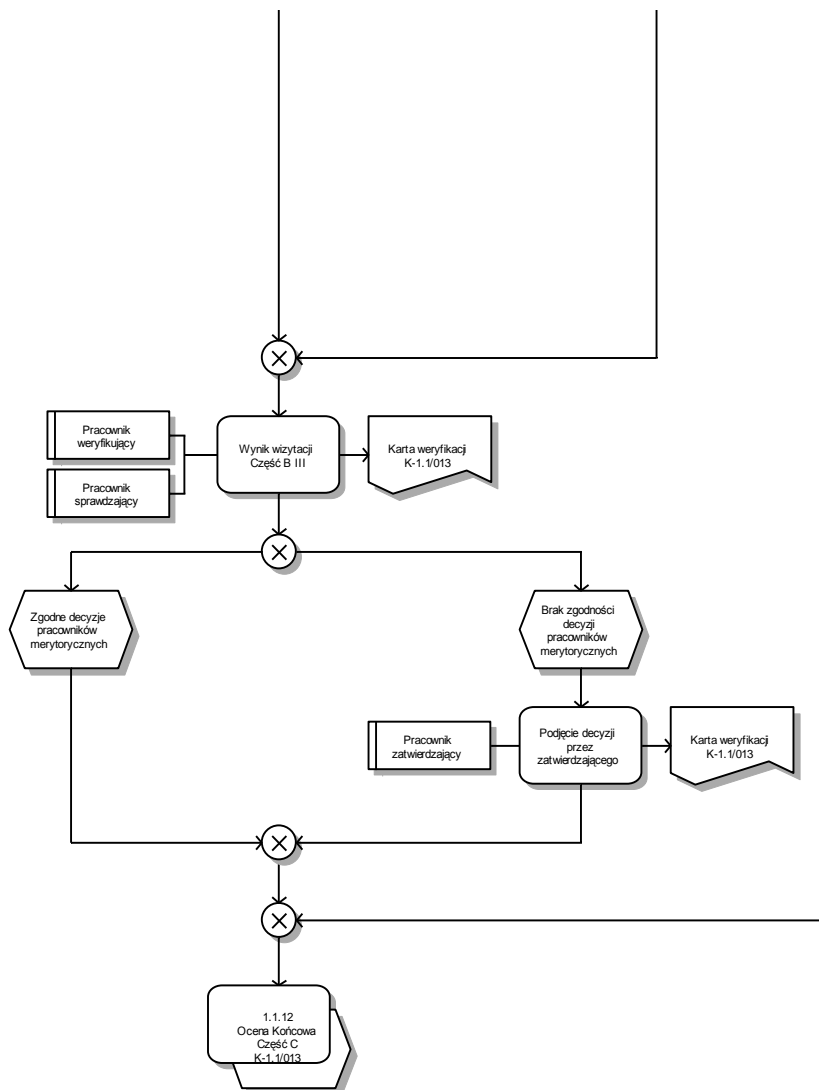 Pracownik
weryfikujący
Wynik wizytacji
Część B III
Karta weryfikacji
K-1.1/013
Pracownik
sprawdzający
Zgodne decyzje
pracowników
merytorycznych
Brak zgodności
decyzji
pracowników
merytorycznych
Pracownik
zatwierdzający
Podjęcie decyzji
przez
zatwierdzającego
Karta weryfikacji
K-1.1/013
1.1.12
Ocena Końcowa
Część C
K-1.1/013